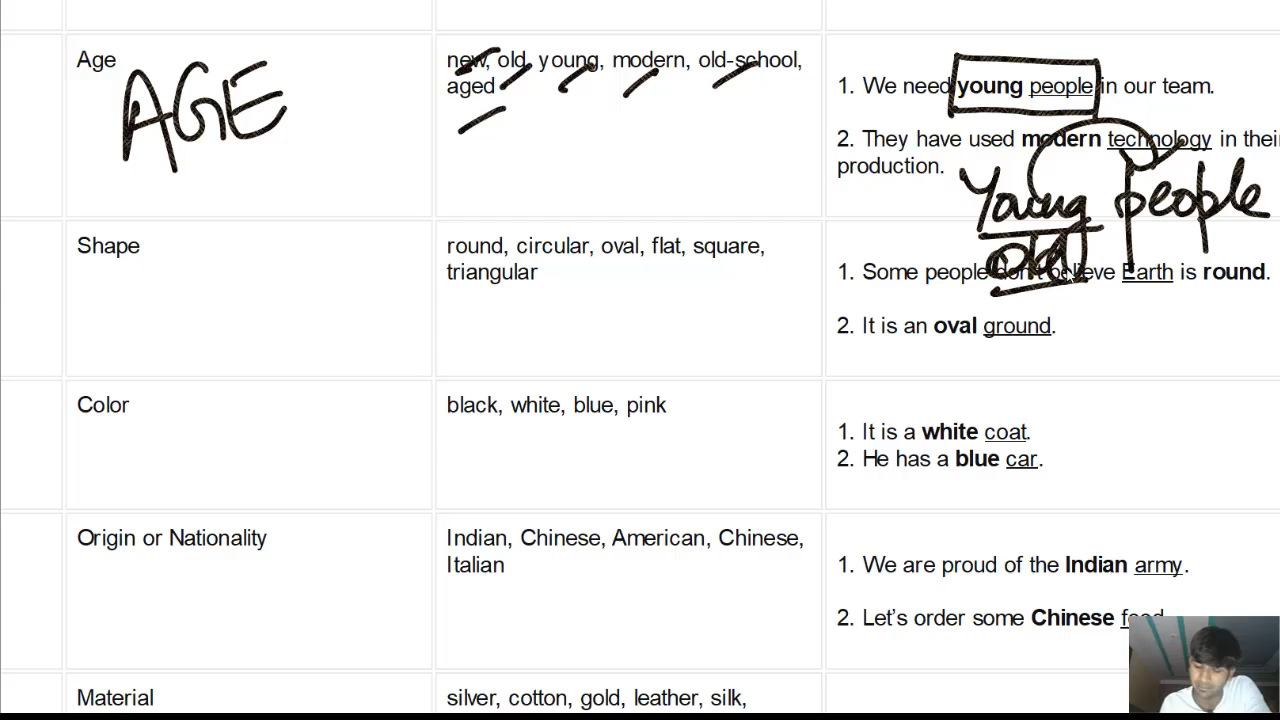 Age
AGE
new, old, young, modern, old-school,
aged
1. We need young people in our team.
2. They have used modern technology in their
production.
Young people
old
Shape
round, circular, oval, flat, square,
triangular
1. Some people don't believe Earth is round.
2. It is an oval ground.
Color
black, white, blue, pink
1. It is a white coat.
2. He has a blue car.
Origin or Nationality
Indian, Chinese, American, Chinese,
Italian
1. We are proud of the Indian army.
2. Let's order some Chinese food
Material
silver, cotton, gold, leather, silk,